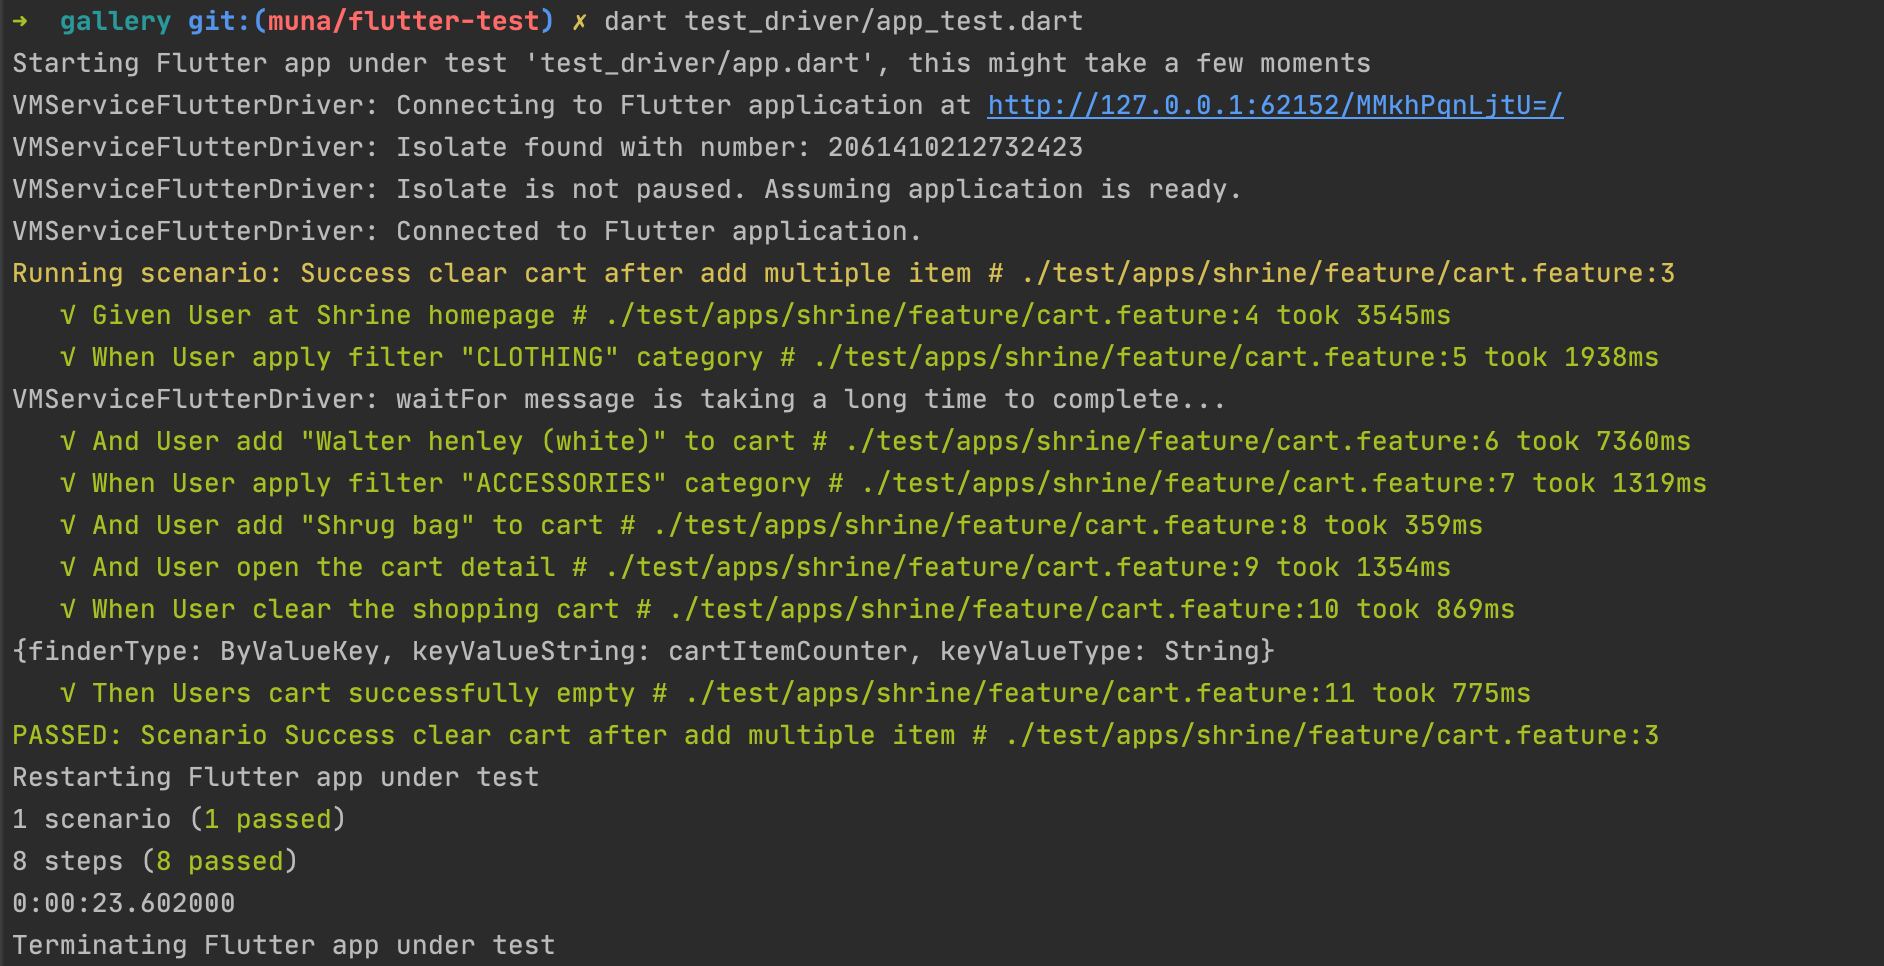 →  gallery git:(muna/flutter-test) ✗ dart test_driver/app_test.dart
Starting Flutter app under test 'test_driver/app.dart', this might take a few moments
VMServiceFlutterDriver: Connecting to Flutter application at http://127.0.0.1:62152/MMkhPqnLjtU=/
VMServiceFlutterDriver: Isolate found with number: 2061410212732423
VMServiceFlutterDriver: Isolate is not paused. Assuming application is ready.
VMServiceFlutterDriver: Connected to Flutter application.
Running scenario: Success clear cart after add multiple item # ./test/apps/shrine/feature/cart.feature:3
   √ Given User at Shrine homepage # ./test/apps/shrine/feature/cart.feature:4 took 3545ms
   √ When User apply filter "CLOTHING" category # ./test/apps/shrine/feature/cart.feature:5 took 1938ms
VMServiceFlutterDriver: waitFor message is taking a long time to complete...
   √ And User add "Walter henley (white)" to cart # ./test/apps/shrine/feature/cart.feature:6 took 7360ms
   √ When User apply filter "ACCESSORIES" category # ./test/apps/shrine/feature/cart.feature:7 took 1319ms
   √ And User add "Shrug bag" to cart # ./test/apps/shrine/feature/cart.feature:8 took 359ms
   √ And User open the cart detail # ./test/apps/shrine/feature/cart.feature:9 took 1354ms
   √ When User clear the shopping cart # ./test/apps/shrine/feature/cart.feature:10 took 869ms
{finderType: ByValueKey, keyValueString: cartItemCounter, keyValueType: String}
   √ Then Users cart successfully empty # ./test/apps/shrine/feature/cart.feature:11 took 775ms
PASSED: Scenario Success clear cart after add multiple item # ./test/apps/shrine/feature/cart.feature:3
Restarting Flutter app under test
1 scenario (1 passed)
8 steps (8 passed)
0:00:23.602000
Terminating Flutter app under test